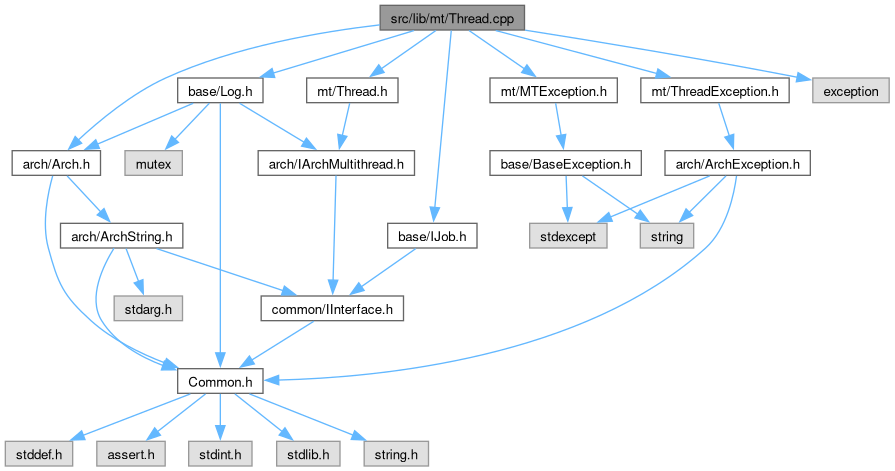 src/lib/mt/Thread.cpp
base/Log.h
mt/Thread.h
mt/MTException.h
mt/ThreadException.h
exception
arch/Arch.h
mutex
arch/IArchMultithread.h
base/BaseException.h
arch/ArchException.h
arch/ArchString.h
base/IJob.h
stdexcept
string
stdarg.h
common/IInterface.h
Common.h
stddef.h
assert.h
stdint.h
stdlib.h
string.h